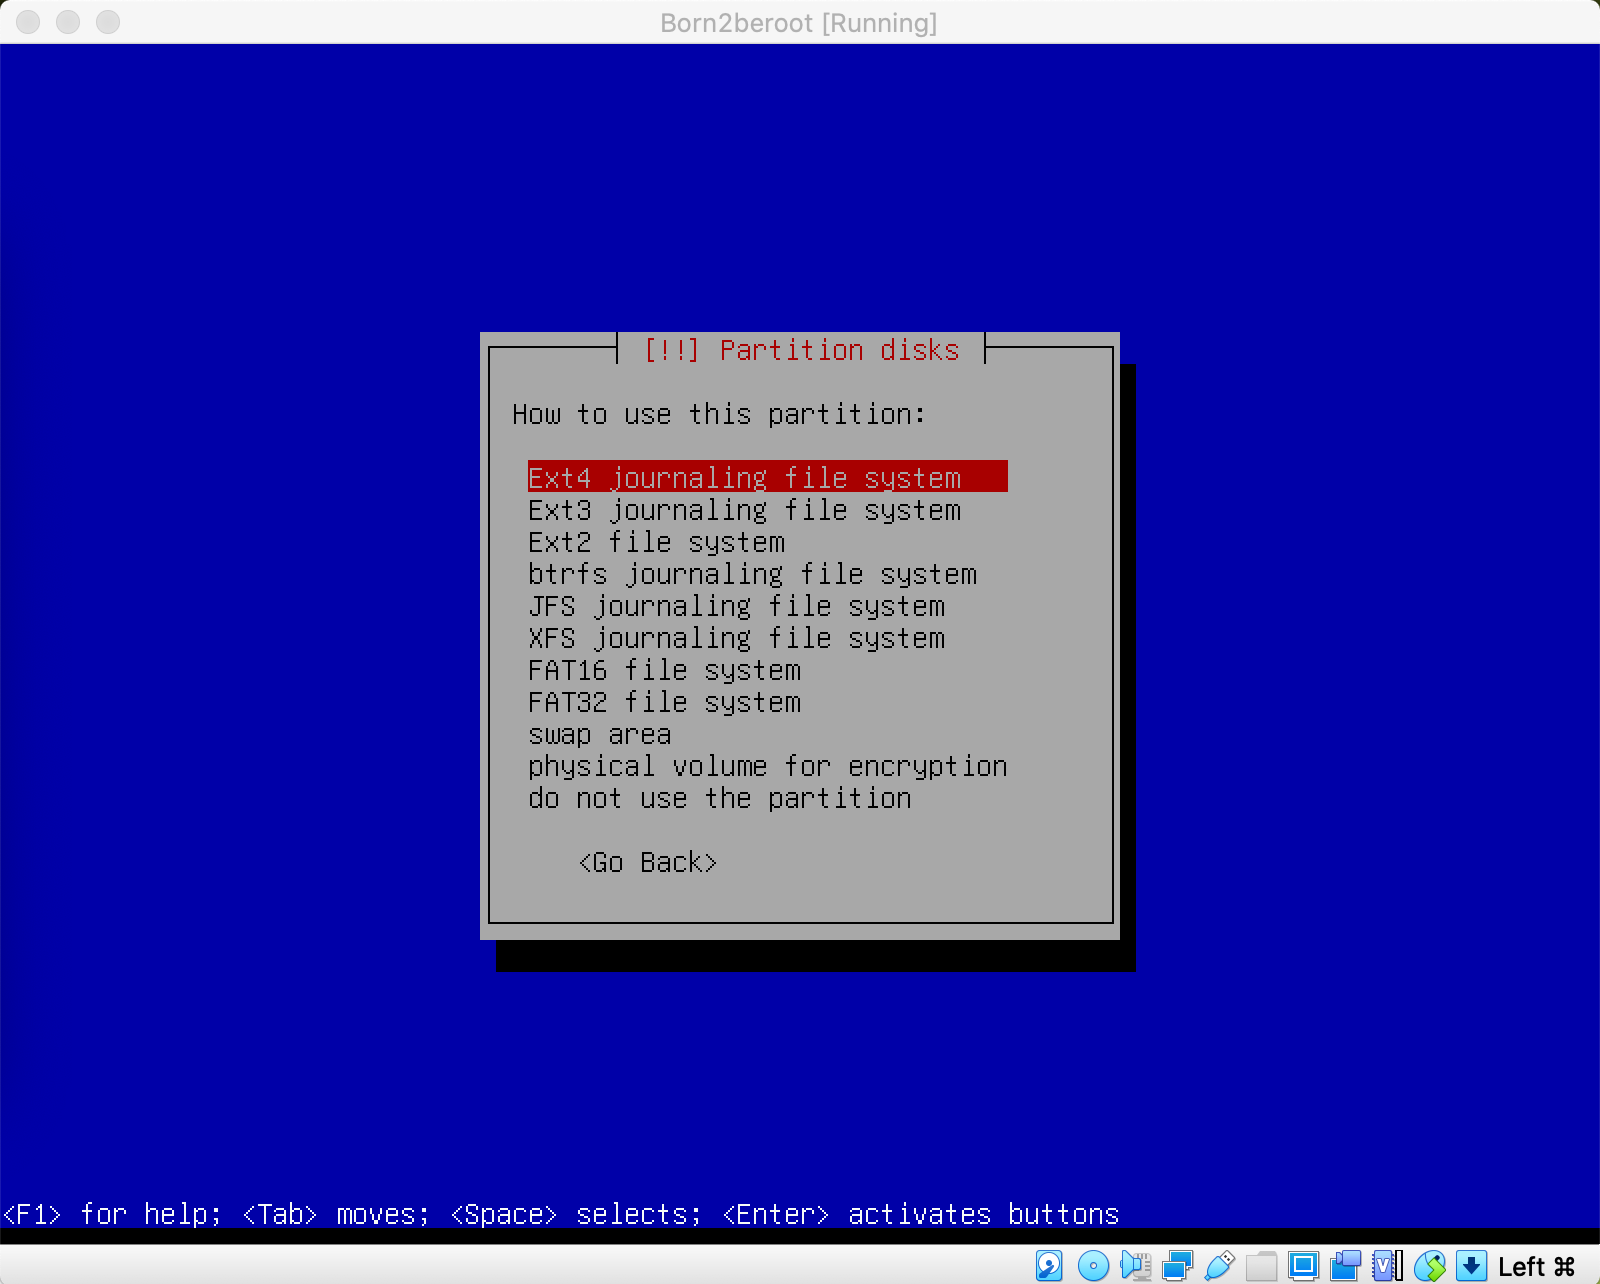 Born2beroot [Running]
[!!] Partition disks
How to use this partition:
Ext4 journaling file system
Ext3 journaling file system
Ext2 file system
btrfs journaling file system
JFS journaling file system
XFS journaling file system
FAT16 file system
FAT32 file system
swap area
physical volume for encryption
do not use the partition
<Go Back>
<F1> for help; <Tab> moves; <Space> selects; <Enter> activates buttons
Left ⌘